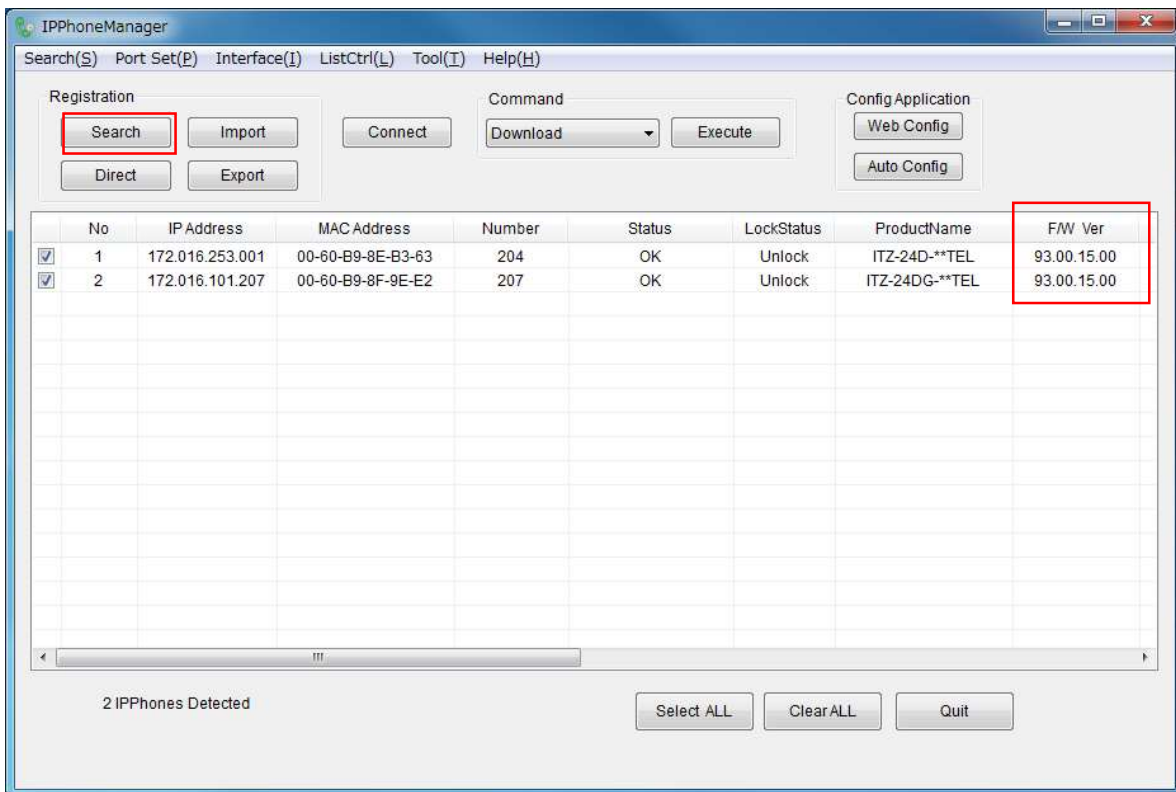 IPPhoneManager
Search(S) Port Set(P) Interface(I) ListCtrl(L) Tool(T) Help(H)
Registration
Command
Config Application
Search
Import
Connect
Download
Execute
Web Config
Direct
Export
Auto Config
No IP Address MAC Address Number Status LockStatus ProductName F/W Ver
1 172.016.253.001 00-60-B9-8E-B3-63 204 OK Unlock ITZ-24D-**TEL 93.00.15.00
2 172.016.101.207 00-60-B9-8F-9E-E2 207 OK Unlock ITZ-24DG-**TEL 93.00.15.00
2 IPPhones Detected
Select ALL
Clear ALL
Quit